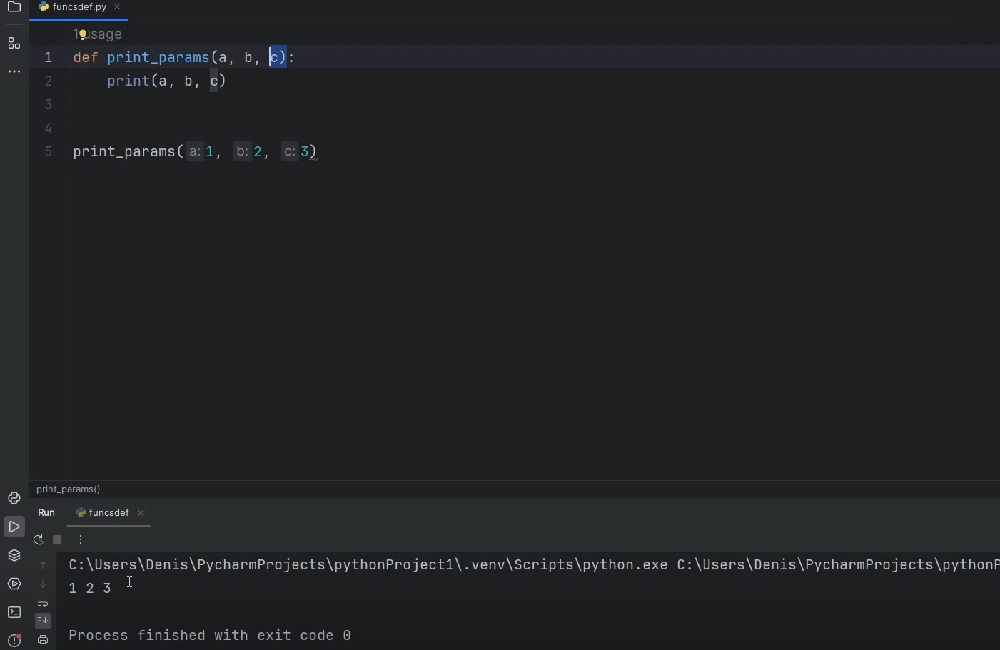 funcsdef.py
1 usage
1 def print_params(a, b, c):
2 print(a, b, c)
3
4
5 print_params( a: 1, b: 2, c: 3)
print_params()
Run funcsdef
C:\Users\Denis\PycharmProjects\pythonProject1\.venv\Scripts\python.exe C:\Users\Denis\PycharmProjects\pythonP
1 2 3
Process finished with exit code 0